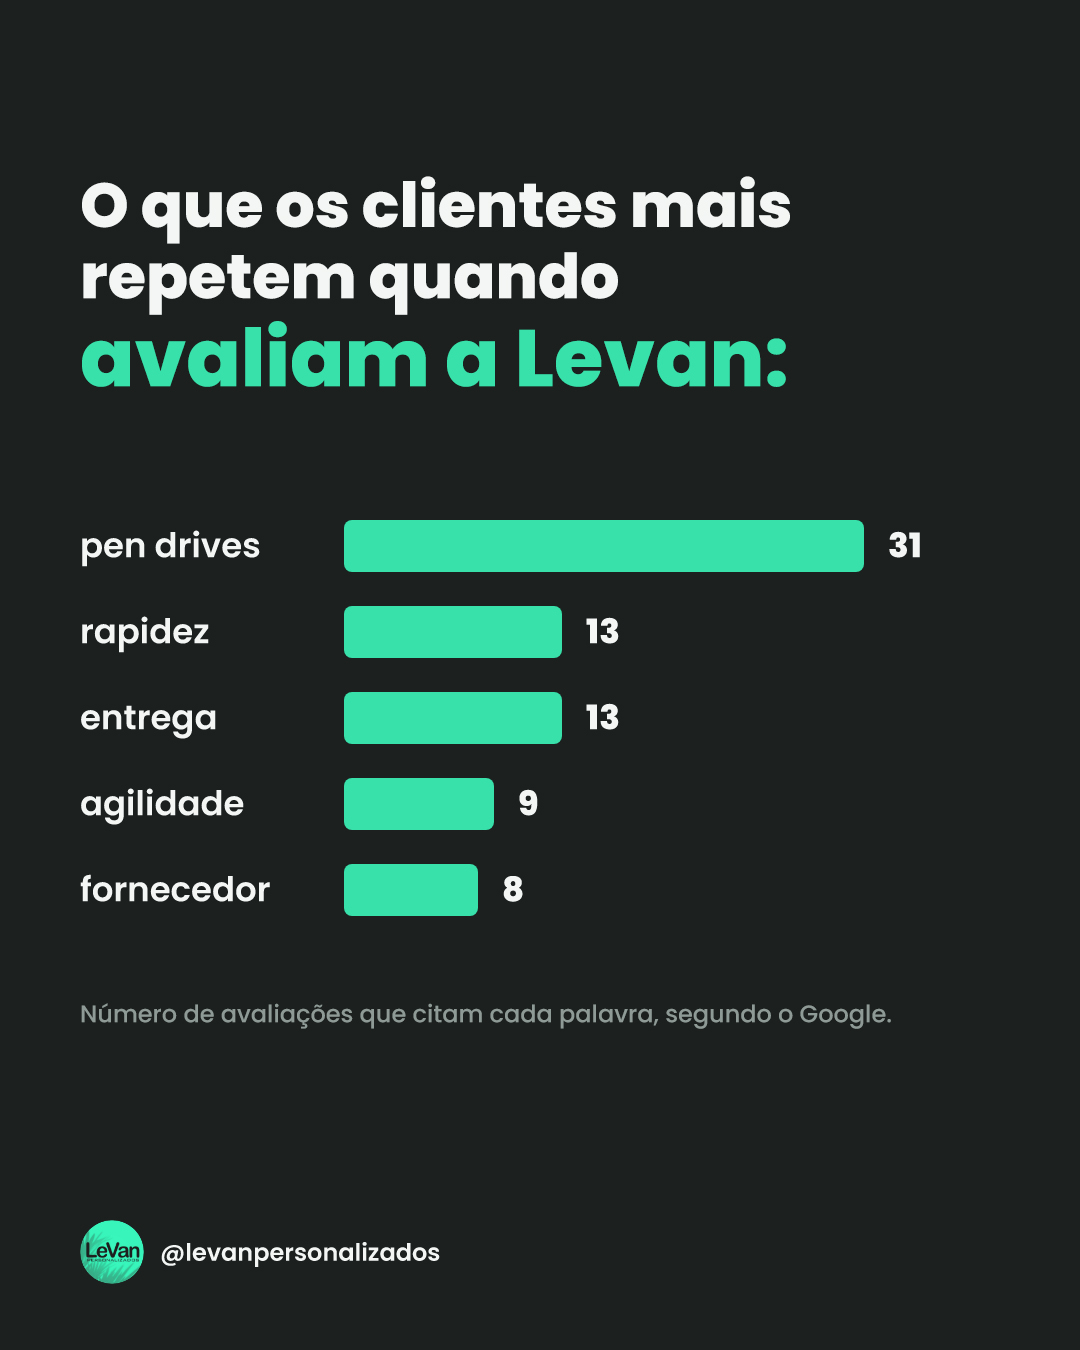 O que os clientes mais
repetem quando
avaliam a Levan:
pen drives 31
rapidez 13
entrega 13
agilidade 9
fornecedor 8
Número de avaliações que citam cada palavra, segundo o Google.
LeVan
PERSONALIZADOS
@levanpersonalizados